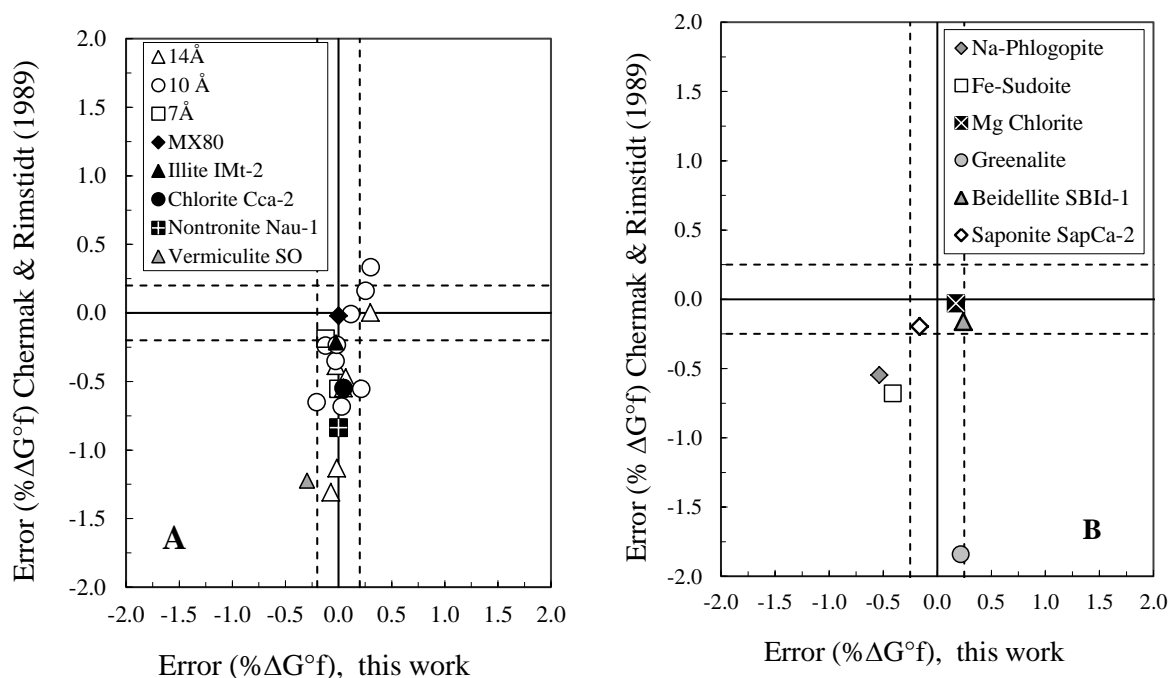 Error (%ΔG°f) Chermak & Rimstidt (1989)
2.0
1.5
1.0
0.5
0.0
-0.5
-1.0
-1.5
-2.0
14Å
10 Å
7Å
MX80
Illite IMt-2
Chlorite Cca-2
Nontronite Nau-1
Vermiculite SO
A
-2.0 -1.5 -1.0 -0.5 0.0 0.5 1.0 1.5 2.0
Error (%ΔG°f), this work
Error (% ΔG°f) Chermak & Rimstidt (1989)
2.0
1.5
1.0
0.5
0.0
-0.5
-1.0
-1.5
-2.0
Na-Phlogopite
Fe-Sudoite
Mg Chlorite
Greenalite
Beidellite SBId-1
Saponite SapCa-2
B
-2.0 -1.5 -1.0 -0.5 0.0 0.5 1.0 1.5 2.0
Error (%ΔG°f), this work